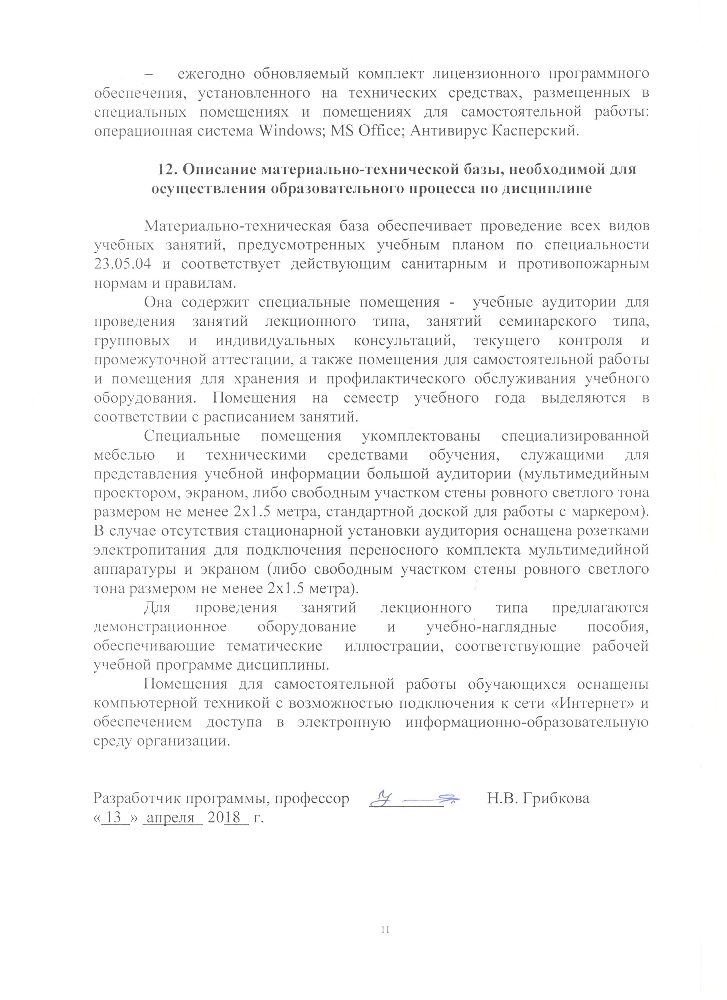 – ежегодно обновляемый комплект лицензионного программного
обеспечения, установленного на технических средствах, размещенных в
специальных помещениях и помещениях для самостоятельной работы:
операционная система Windows; MS Office; Антивирус Касперский.
12. Описание материально-технической базы, необходимой для
осуществления образовательного процесса по дисциплине
Материально-техническая база обеспечивает проведение всех видов
учебных занятий, предусмотренных учебным планом по специальности
23.05.04 и соответствует действующим санитарным и противопожарным
нормам и правилам.
Она содержит специальные помещения - учебные аудитории для
проведения занятий лекционного типа, занятий семинарского типа,
групповых и индивидуальных консультаций, текущего контроля и
промежуточной аттестации, а также помещения для самостоятельной работы
и помещения для хранения и профилактического обслуживания учебного
оборудования. Помещения на семестр учебного года выделяются в
соответствии с расписанием занятий.
Специальные помещения укомплектованы специализированной
мебелью и техническими средствами обучения, служащими для
представления учебной информации большой аудитории (мультимедийным
проектором, экраном, либо свободным участком стены ровного светлого тона
размером не менее 2х1.5 метра, стандартной доской для работы с маркером).
В случае отсутствия стационарной установки аудитория оснащена розетками
электропитания для подключения переносного комплекта мультимедийной
аппаратуры и экраном (либо свободным участком стены ровного светлого
тона размером не менее 2х1.5 метра).
Для проведения занятий лекционного типа предлагаются
демонстрационное оборудование и учебно-наглядные пособия,
обеспечивающие тематические иллюстрации, соответствующие рабочей
учебной программе дисциплины.
Помещения для самостоятельной работы обучающихся оснащены
компьютерной техникой с возможностью подключения к сети «Интернет» и
обеспечением доступа в электронную информационно-образовательную
среду организации.
Разработчик программы, профессор Н.В. Грибкова
« 13 » апреля 2018 г.
11